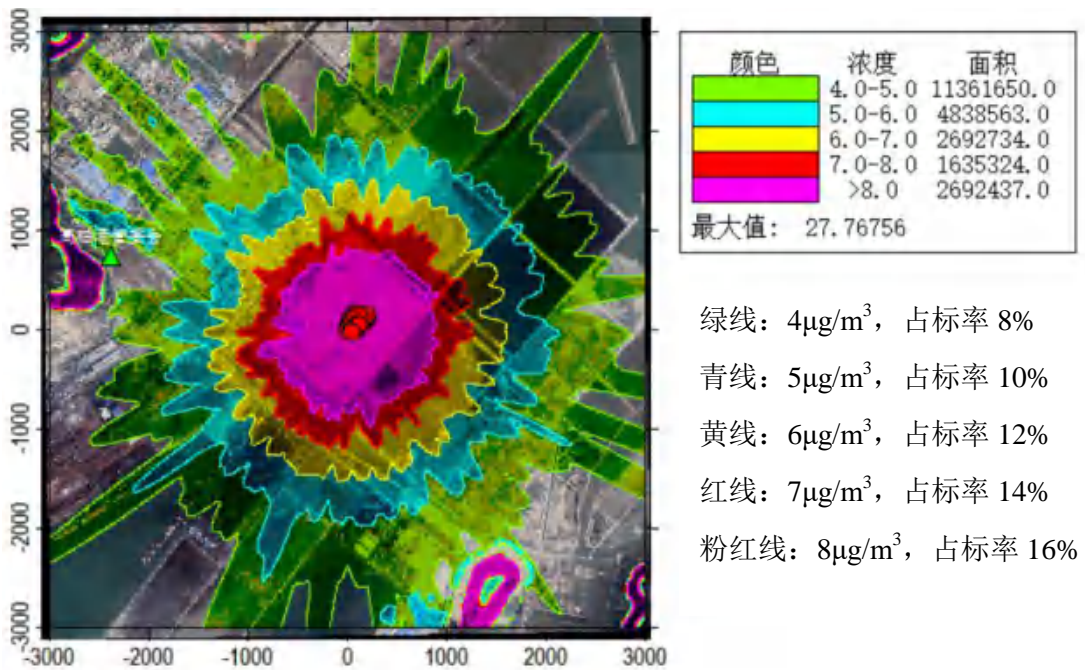 3000
2000
1000
0
-1000
-2000
-3000
-3000 -2000 -1000 0 1000 2000 3000
颜色 浓度 面积
4.0-5.0 11361650.0
5.0-6.0 4838563.0
6.0-7.0 2692734.0
7.0-8.0 1635324.0
>8.0 2692437.0
最大值: 27.76756
绿线：4μg/m³，占标率 8%
青线：5μg/m³，占标率 10%
黄线：6μg/m³，占标率 12%
红线：7μg/m³，占标率 14%
粉红线：8μg/m³，占标率 16%